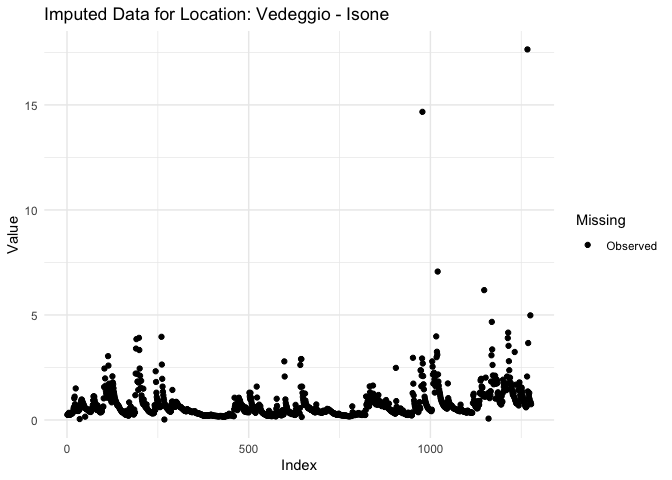 Imputed Data for Location: Vedeggio - Isone
Value
15
10
5
0
0
500
1000
Index
Missing
Observed